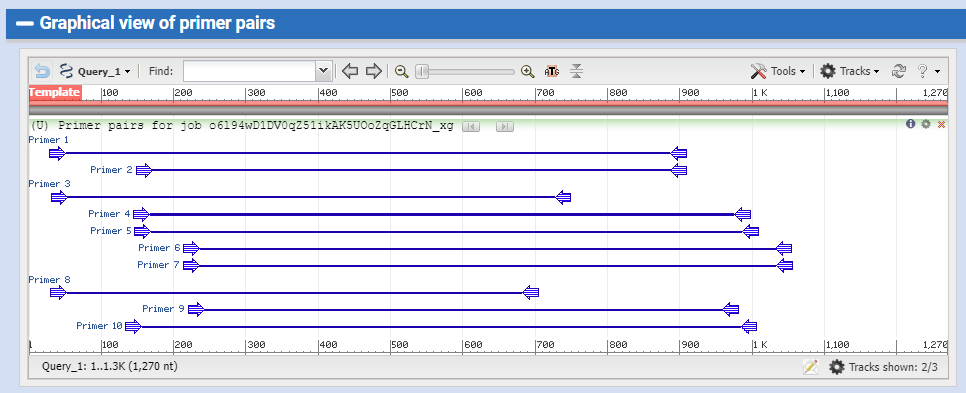 Graphical view of primer pairs
Query_1 Find: Tools Tracks ?
Template 100 200 300 400 500 600 700 800 900 1 K 1,100 1,270
(U) Primer pairs for job o6l94wD1DV0qZ51ikAK5UOoZqGLHCrN_xg
Primer 1
Primer 2
Primer 3
Primer 4
Primer 5
Primer 6
Primer 7
Primer 8
Primer 9
Primer 10
100 200 300 400 500 600 700 800 900 1 K 1,100 1,270
Query_1: 1..1.3K (1,270 nt) Tracks shown: 2/3